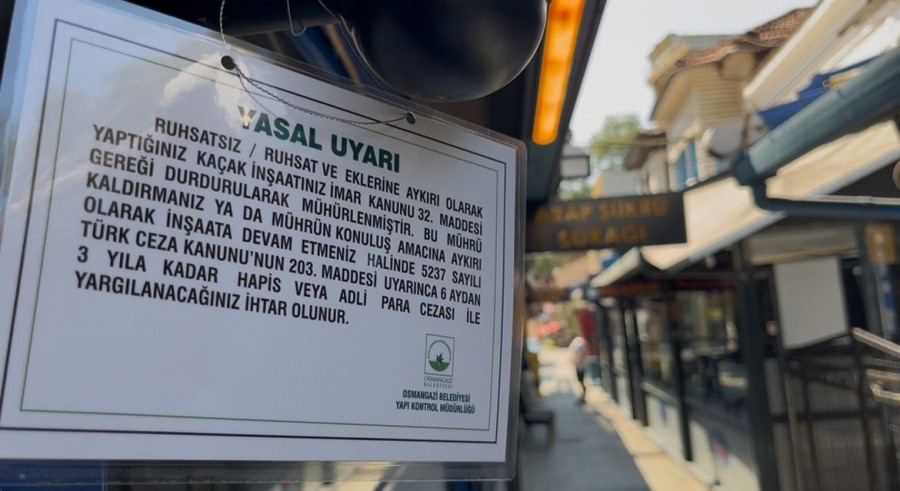 YASAL UYARI
RUHSATSIZ / RUHSAT VE EKLERİNE AYKIRI OLARAK
YAPTIĞINIZ KAÇAK İNŞAATINIZ İMAR KANUNU 32. MADDESİ
GEREĞİ DURDURULARAK MÜHÜRLENMİŞTİR. BU MÜHRÜ
KALDIRMANIZ YA DA MÜHRÜN KONULUŞ AMACINA AYKIRI
OLARAK İNŞAATA DEVAM ETMENİZ HALİNDE 5237 SAYILI
TÜRK CEZA KANUNU'NUN 203. MADDESİ UYARINCA 6 AYDAN
3 YILA KADAR HAPİS VEYA ADLİ PARA CEZASI İLE
YARGILANACAĞINIZ İHTAR OLUNUR.
OSMANGAZİ
BELEDİYESİ
OSMANGAZİ BELEDİYESİ
YAPI KONTROL MÜDÜRLÜĞÜ
ARAP ŞÜKRÜ
SOKAĞI